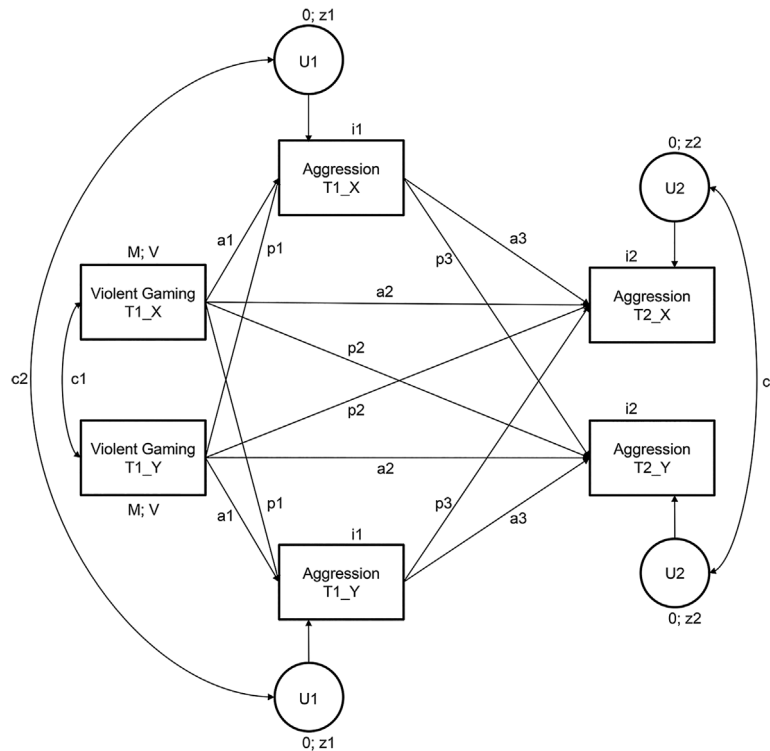 0; z1
U1
i1
Aggression
T1_X
0; z2
U2
a1
p1
p3
a3
M; V
i2
Violent Gaming
T1_X
a2
Aggression
T2_X
p2
c2
c1
c
p2
i2
Violent Gaming
T1_Y
a2
Aggression
T2_Y
M; V
a1
p1
p3
a3
i1
Aggression
T1_Y
U2
0; z2
U1
0; z1